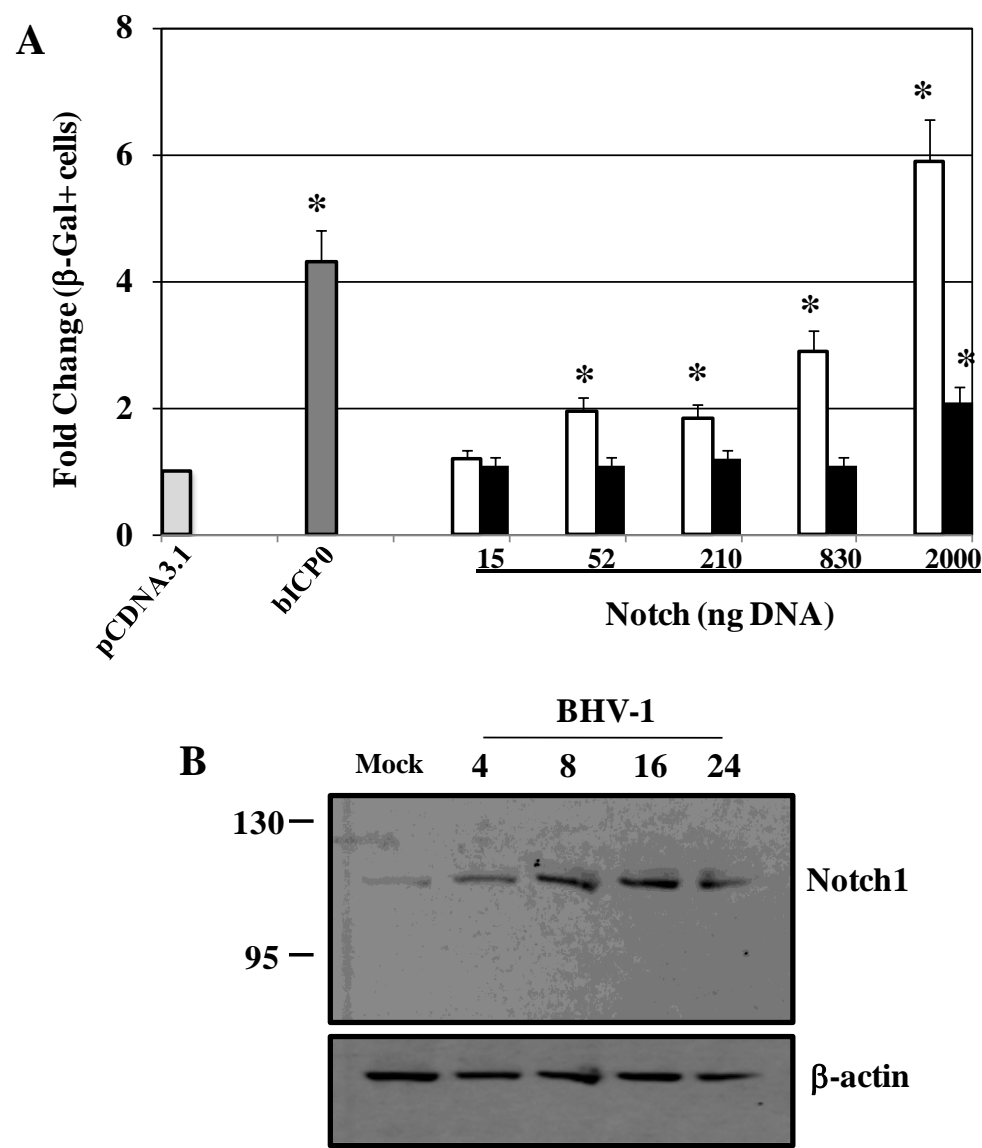 A
8
6
4
2
0
Fold Change (β-Gal+ cells)
*
*
*
*
*
*
pCDNA3.1
bICP0
15 52 210 830 2000
Notch (ng DNA)
B
BHV-1
Mock 4 8 16 24
130
95
Notch1
β-actin